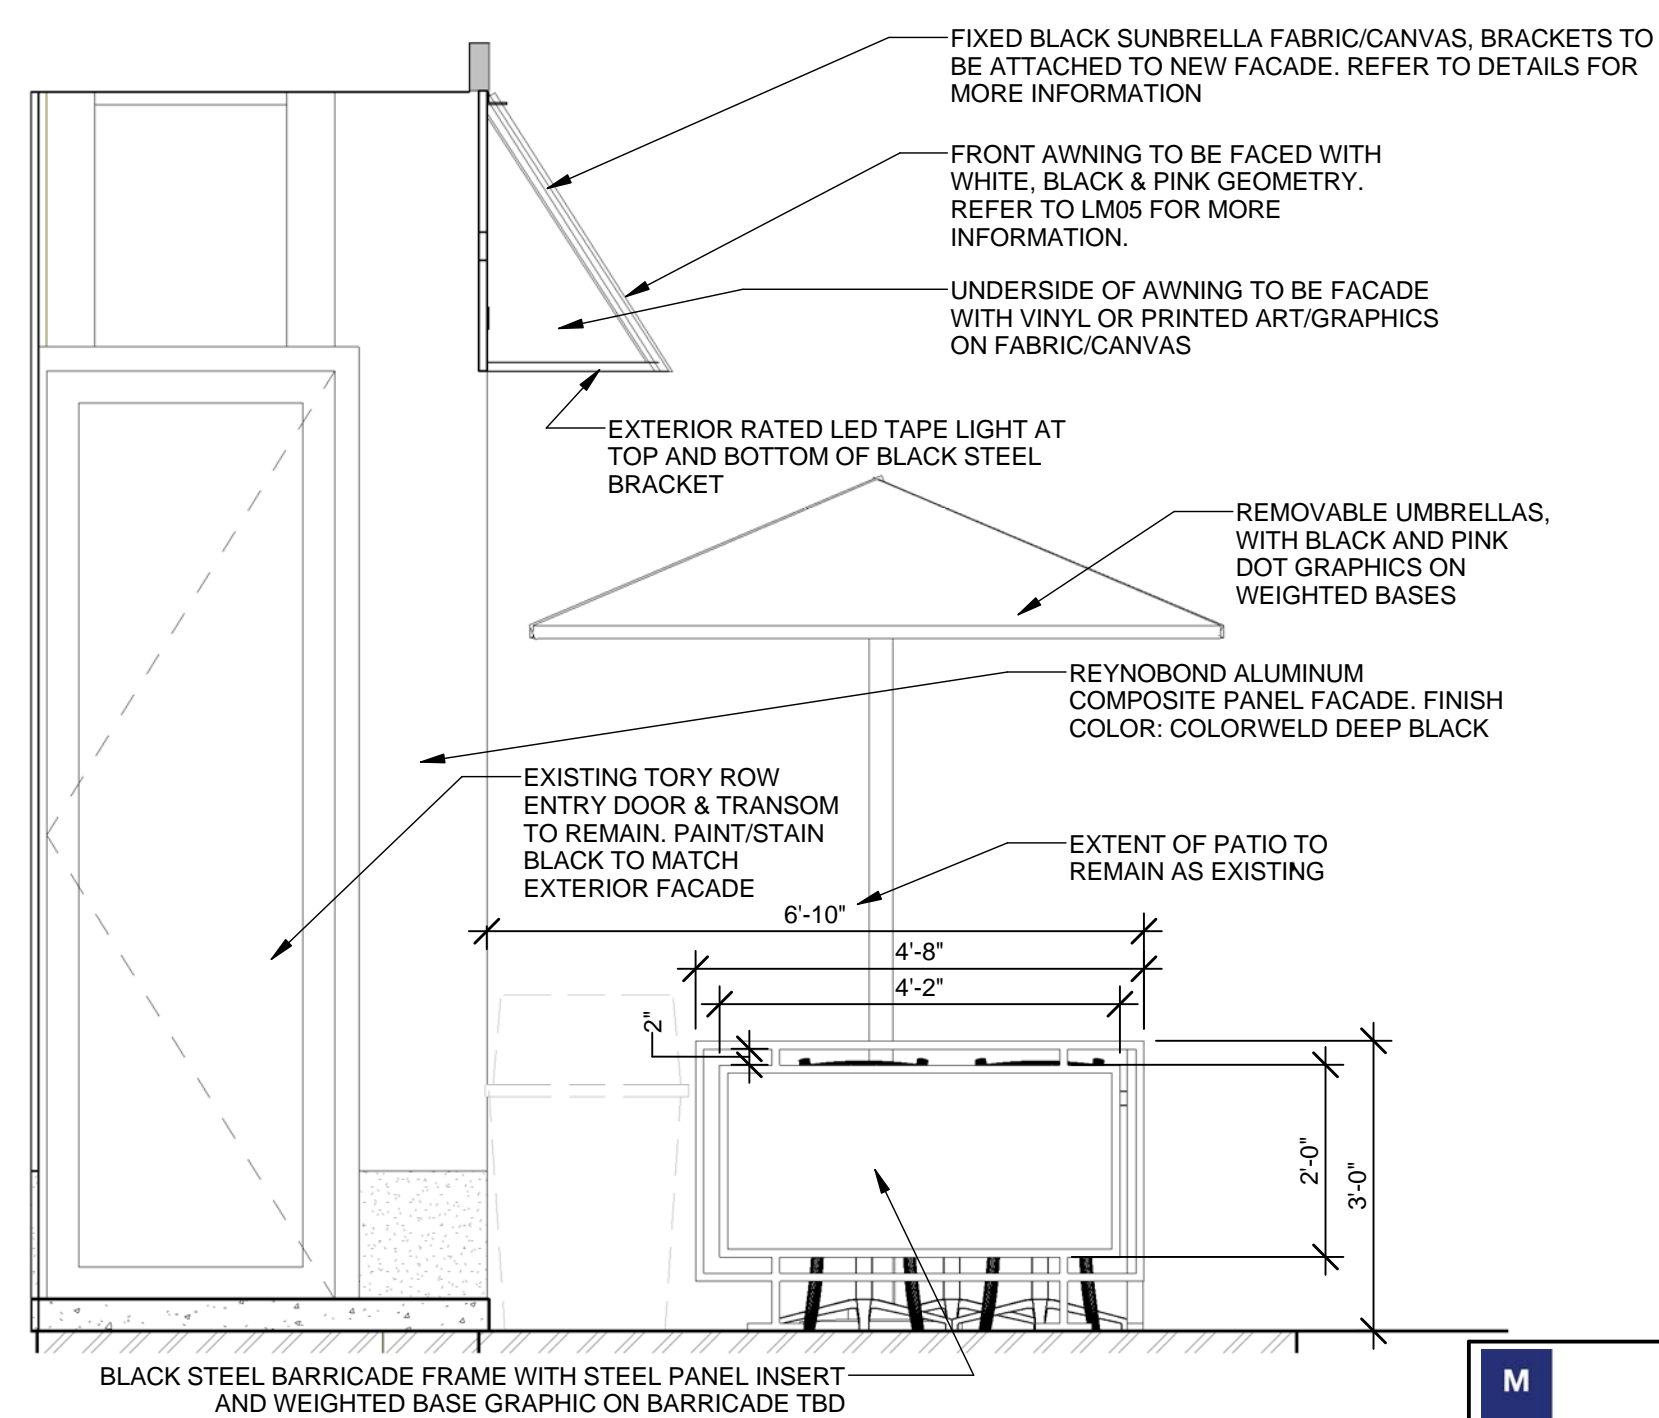 FIXED BLACK SUNBRELLA FABRIC/CANVAS, BRACKETS TO
BE ATTACHED TO NEW FACADE. REFER TO DETAILS FOR
MORE INFORMATION
FRONT AWNING TO BE FACED WITH
WHITE, BLACK & PINK GEOMETRY.
REFER TO LM05 FOR MORE
INFORMATION.
UNDERSIDE OF AWNING TO BE FACADE
WITH VINYL OR PRINTED ART/GRAPHICS
ON FABRIC/CANVAS
EXTERIOR RATED LED TAPE LIGHT AT
TOP AND BOTTOM OF BLACK STEEL
BRACKET
REMOVABLE UMBRELLAS,
WITH BLACK AND PINK
DOT GRAPHICS ON
WEIGHTED BASES
REYNOBOND ALUMINUM
COMPOSITE PANEL FACADE. FINISH
COLOR: COLORWELD DEEP BLACK
EXISTING TORY ROW
ENTRY DOOR & TRANSOM
TO REMAIN. PAINT/STAIN
BLACK TO MATCH
EXTERIOR FACADE
EXTENT OF PATIO TO
REMAIN AS EXISTING
6'-10"
4'-8"
4'-2"
2"
2'-0"
3'-0"
BLACK STEEL BARRICADE FRAME WITH STEEL PANEL INSERT
AND WEIGHTED BASE GRAPHIC ON BARRICADE TBD
M